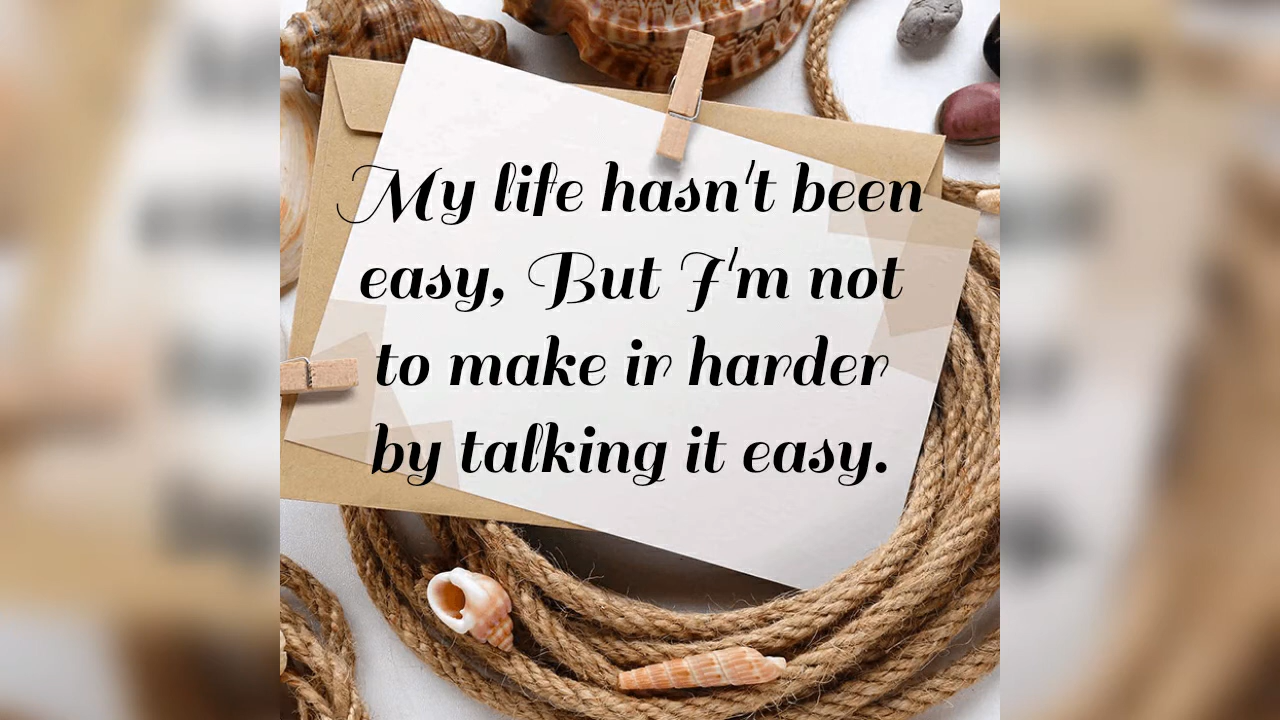 My life hasn't been
easy, But I'm not
to make ir harder
by talking it easy.